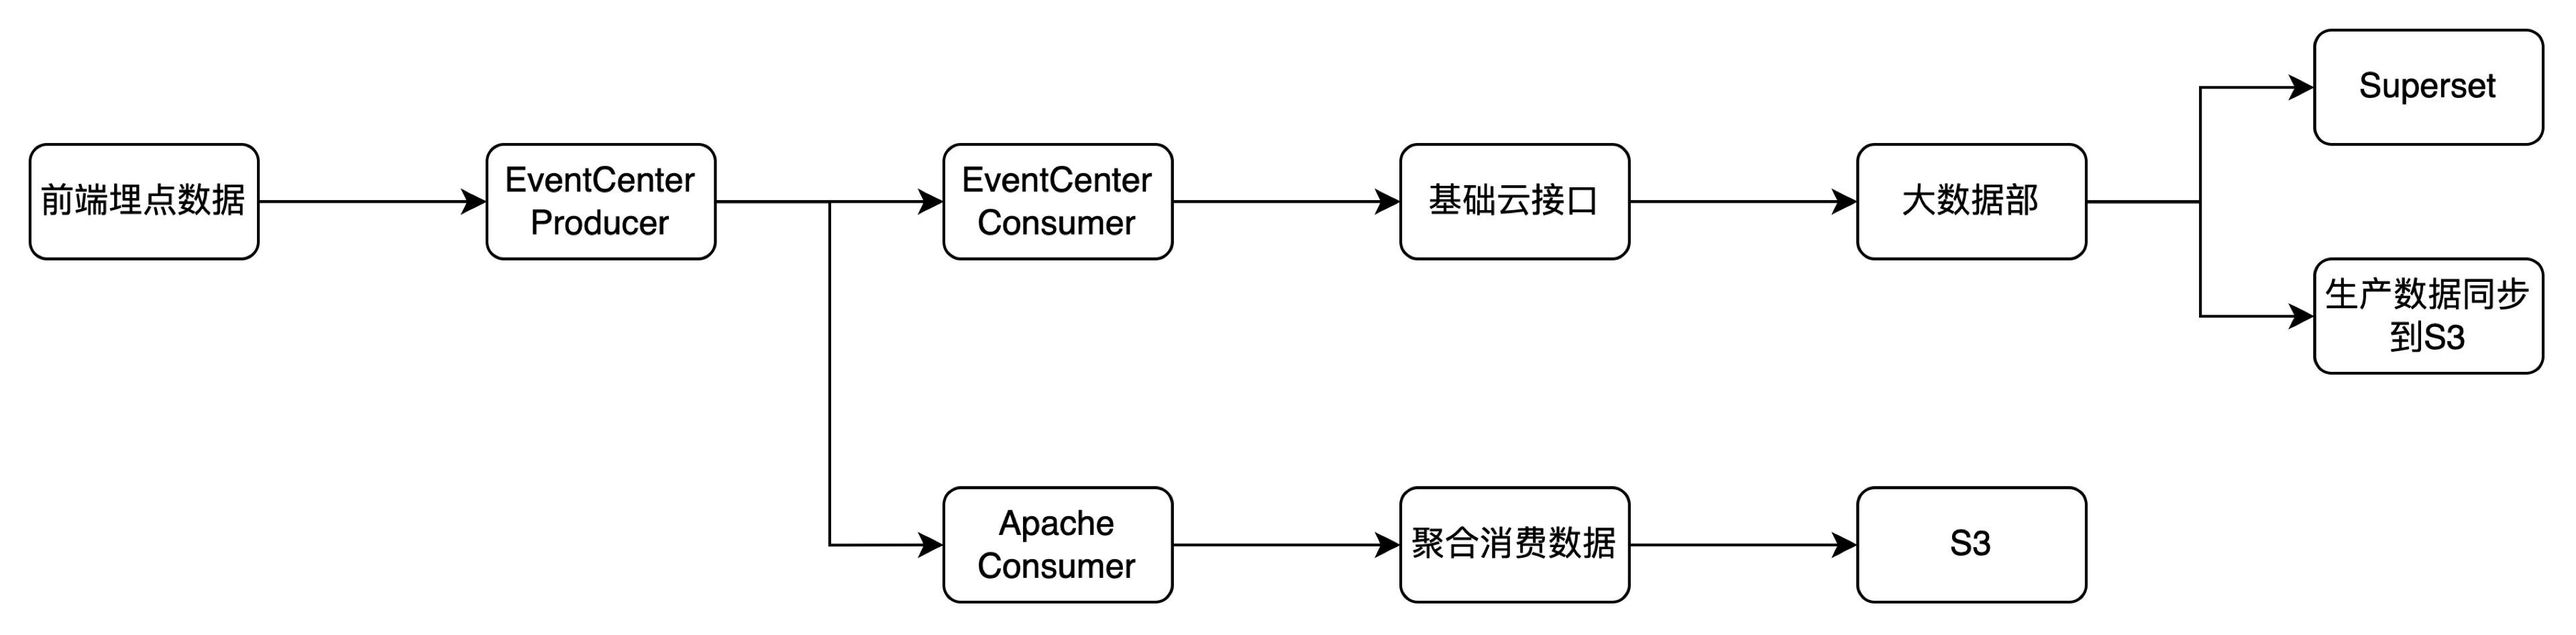 Superset
前端埋点数据
EventCenter
Producer
EventCenter
Consumer
基础云接口
大数据部
生产数据同步
到S3
Apache
Consumer
聚合消费数据
S3